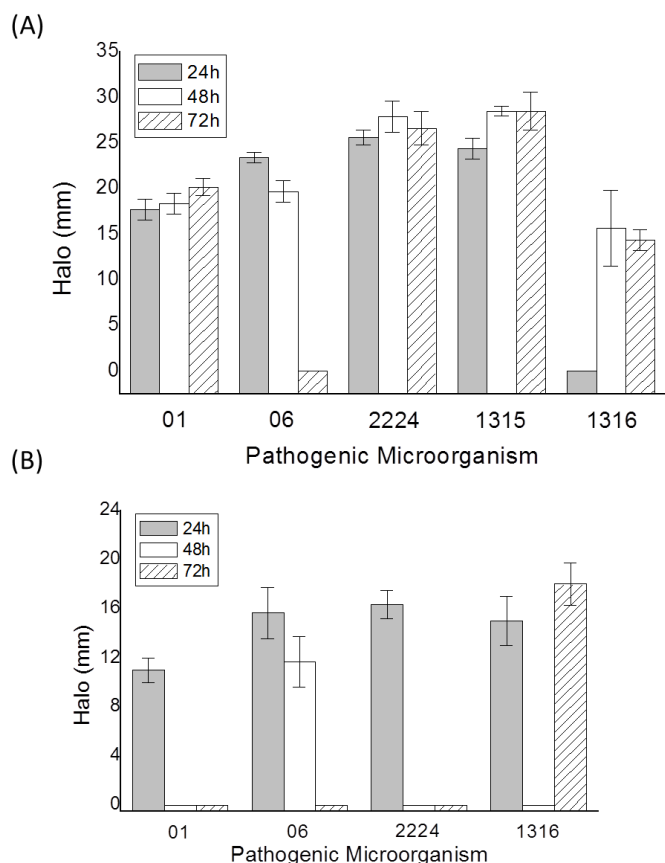 (A)
35
30
25
20
15
10
5
0
Halo (mm)
24h
48h
72h
01 06 2224 1315 1316
Pathogenic Microorganism
(B)
24
20
16
12
8
4
0
Halo (mm)
24h
48h
72h
01 06 2224 1316
Pathogenic Microorganism